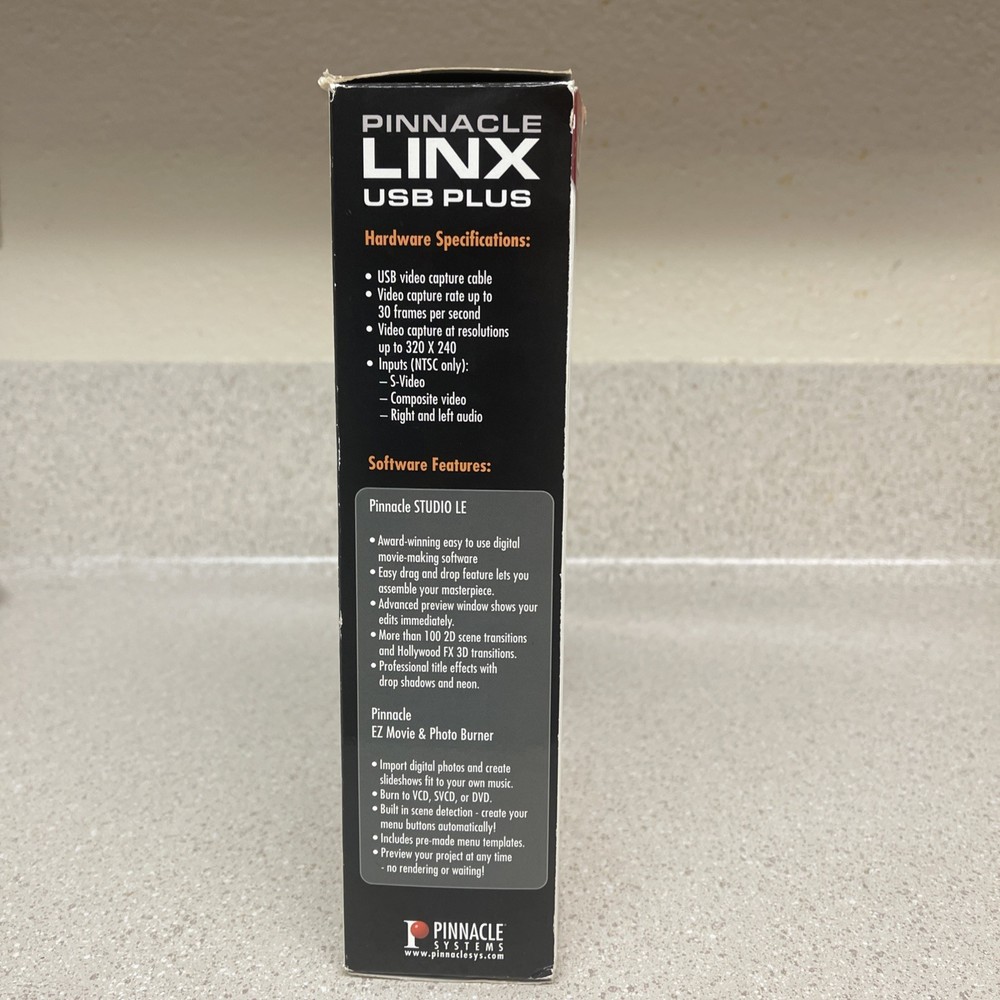 PINNACLE
LINX
USB PLUS
Hardware Specifications:
• USB video capture cable
• Video capture rate up to
30 frames per second
• Video capture at resolutions
up to 320 X 240
• Inputs (NTSC only):
– S-Video
– Composite video
– Right and left audio
Software Features:
Pinnacle STUDIO LE
• Award-winning easy to use digital
movie-making software
• Easy drag and drop feature lets you
assemble your masterpiece.
• Advanced preview window shows your
edits immediately.
• More than 100 2D scene transitions
and Hollywood FX 3D transitions.
• Professional title effects with
drop shadows and neon.
Pinnacle
EZ Movie & Photo Burner
• Import digital photos and create
slideshows fit to your own music.
• Burn to VCD, SVCD, or DVD.
• Built in scene detection - create your
menu buttons automatically!
• Includes pre-made menu templates.
• Preview your project at any time
- no rendering or waiting!
PINNACLE
SYSTEMS
www.pinnaclesys.com